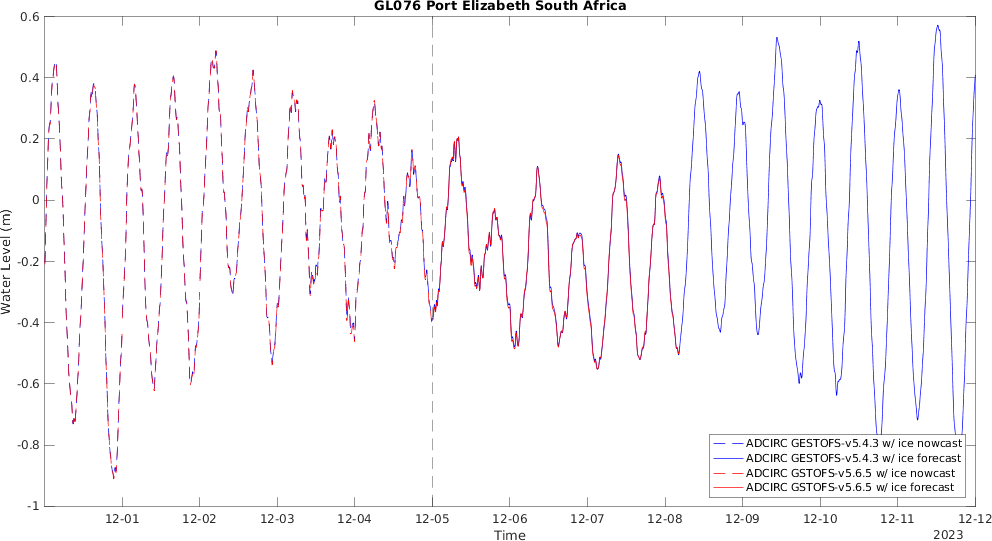 GL076 Port Elizabeth South Africa
0.6
0.4
0.2
0
-0.2
-0.4
-0.6
-0.8
-1
Water Level (m)
ADCIRC GESTOFS-v5.4.3 w/ ice nowcast
ADCIRC GESTOFS-v5.4.3 w/ ice forecast
ADCIRC GSTOFS-v5.6.5 w/ ice nowcast
ADCIRC GSTOFS-v5.6.5 w/ ice forecast
12-01 12-02 12-03 12-04 12-05 12-06 12-07 12-08 12-09 12-10 12-11 12-12
Time
2023